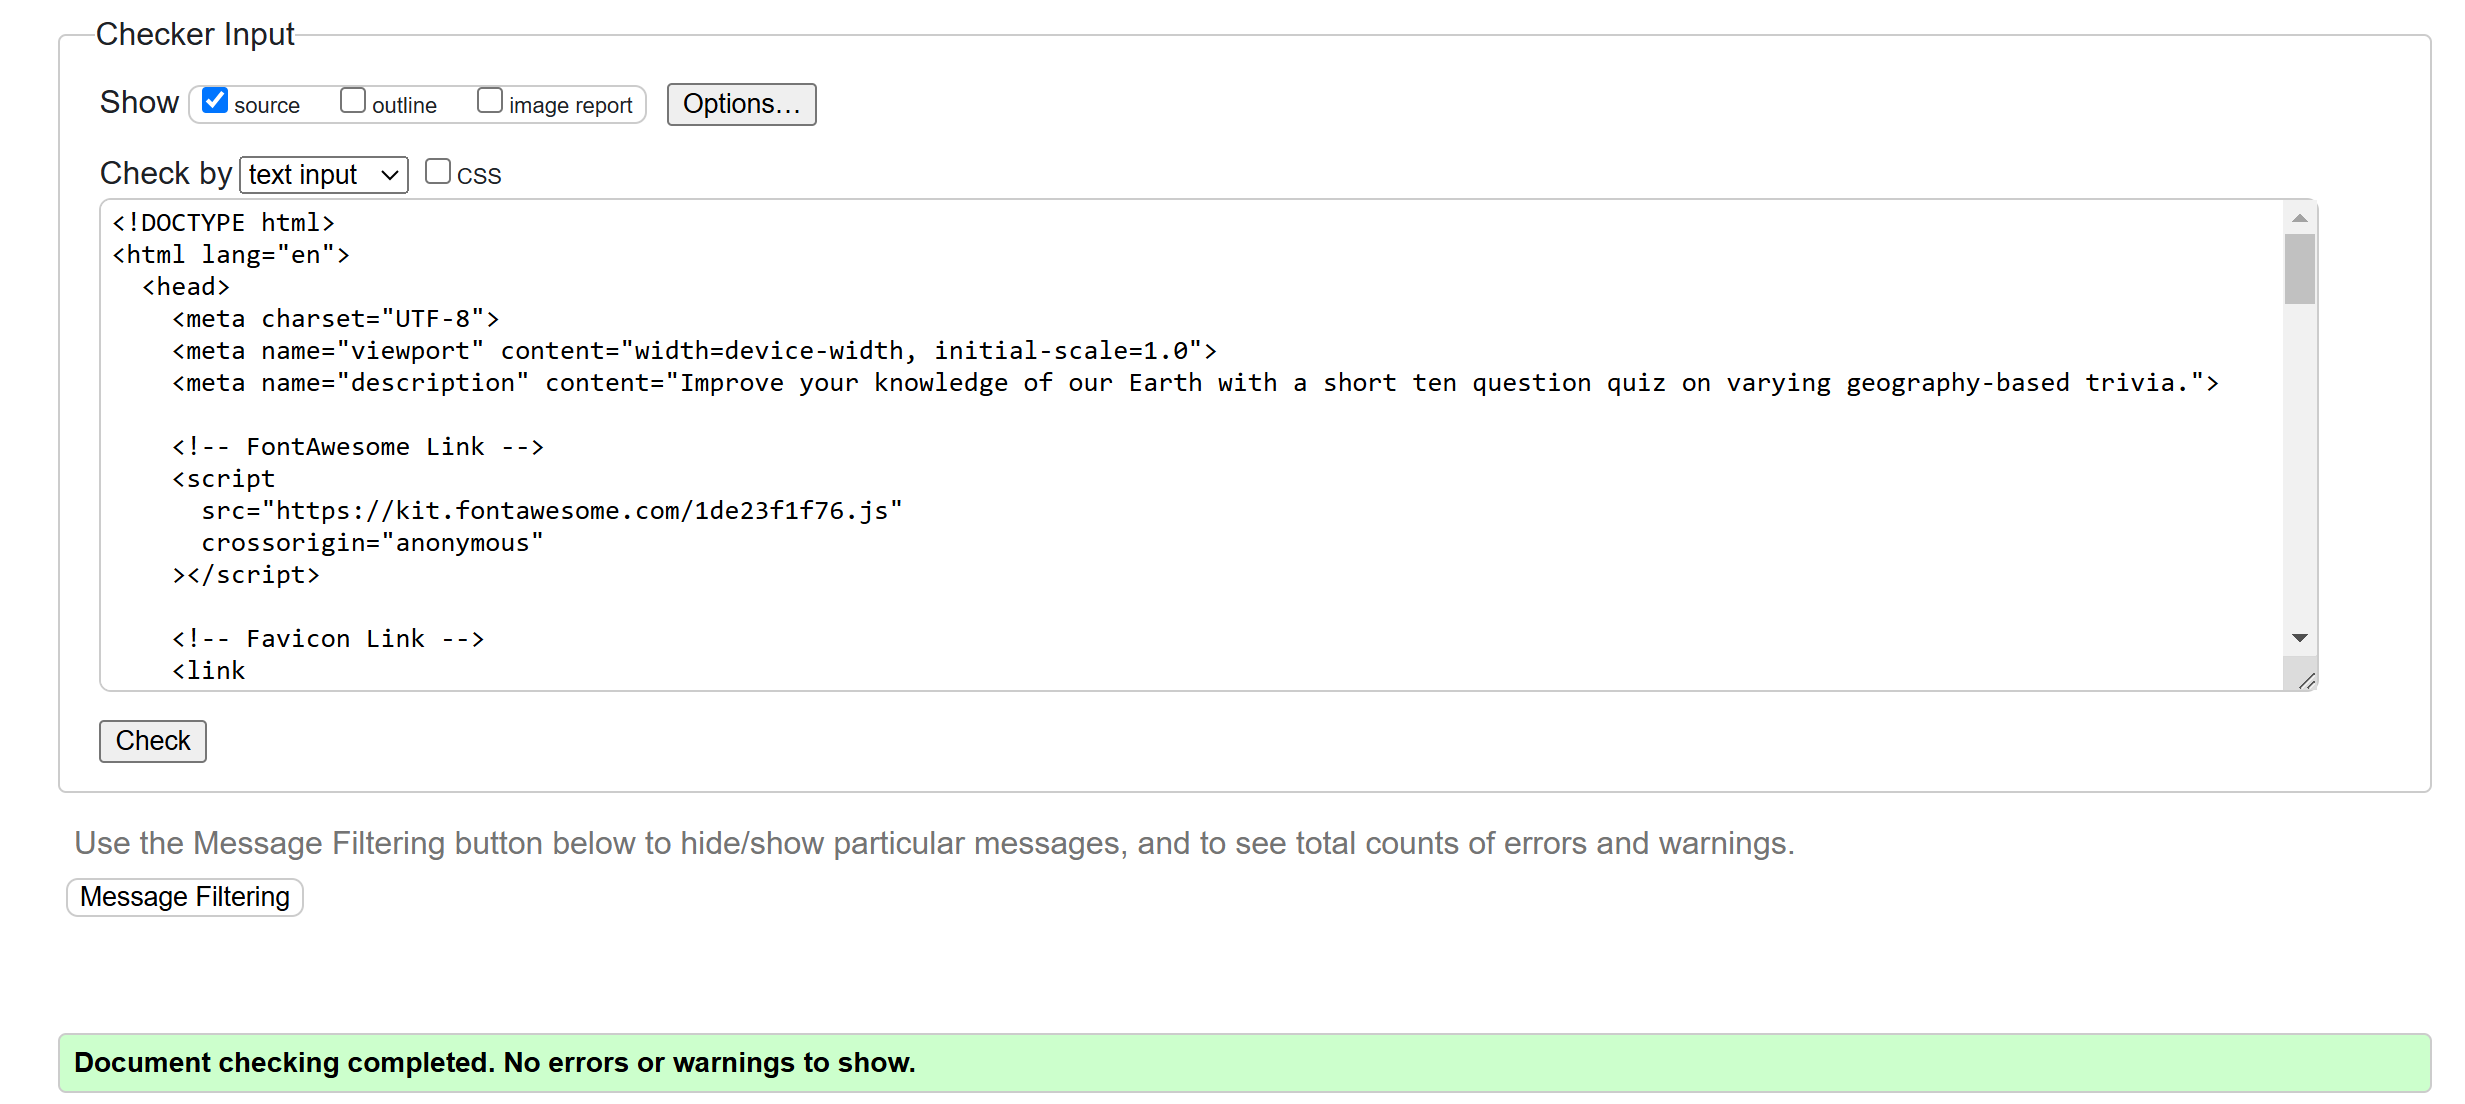 Checker Input
Show source outline image report Options...
Check by text input CSS
<!DOCTYPE html>
<html lang="en">
<head>
<meta charset="UTF-8">
<meta name="viewport" content="width=device-width, initial-scale=1.0">
<meta name="description" content="Improve your knowledge of our Earth with a short ten question quiz on varying geography-based trivia.">
<!-- FontAwesome Link -->
<script
src="https://kit.fontawesome.com/1de23f1f76.js"
crossorigin="anonymous"
></script>
<!-- Favicon Link -->
<link
Check
Use the Message Filtering button below to hide/show particular messages, and to see total counts of errors and warnings.
Message Filtering
Document checking completed. No errors or warnings to show.